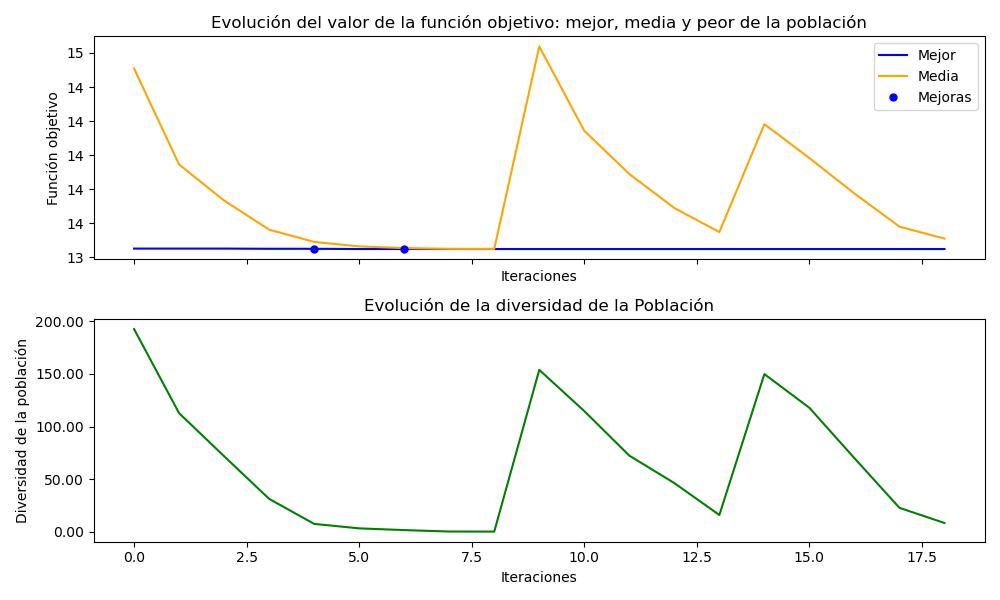 Evolución del valor de la función objetivo: mejor, media y peor de la población
Función objetivo
15
14
14
14
14
14
13
Mejor
Media
Mejoras
Iteraciones
Evolución de la diversidad de la Población
Diversidad de la población
200.00
150.00
100.00
50.00
0.00
0.0 2.5 5.0 7.5 10.0 12.5 15.0 17.5
Iteraciones